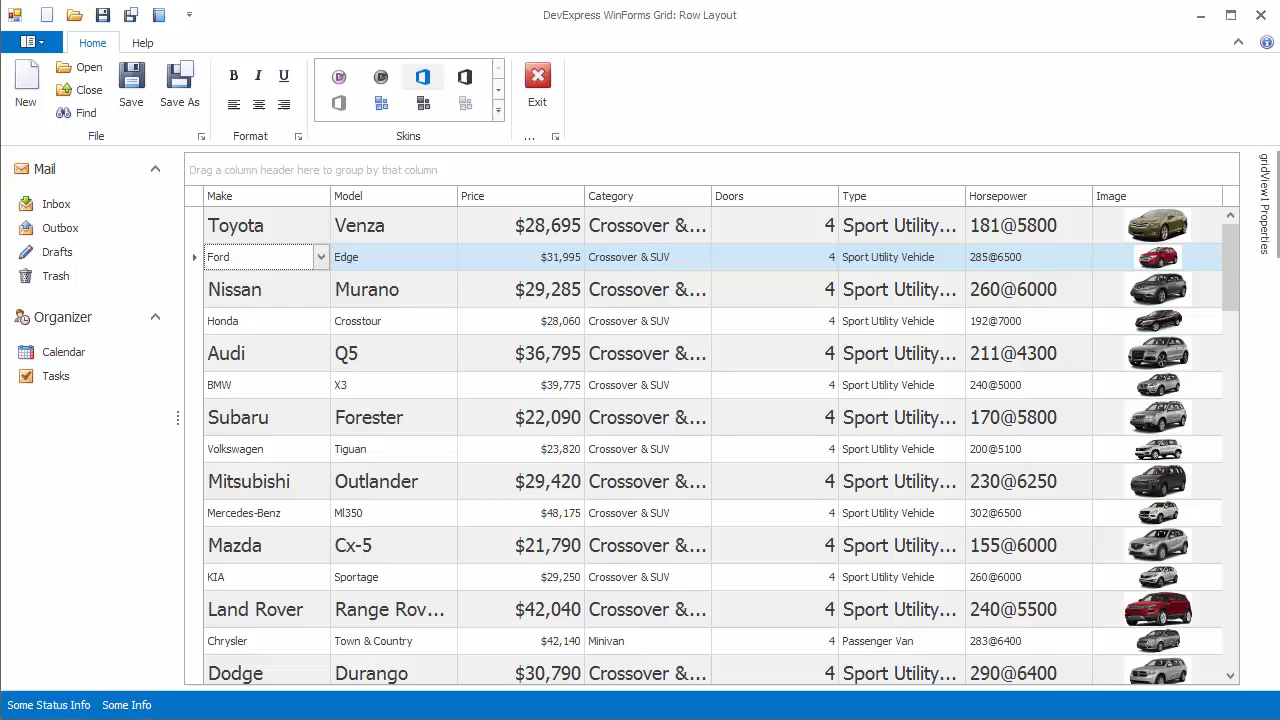 DevExpress WinForms Grid: Row Layout
Home Help
New Open Close Find Save Save As B I U Exit
File Format Skins ...
Mail
Inbox
Outbox
Drafts
Trash
Organizer
Calendar
Tasks
Drag a column header here to group by that column
Make Model Price Category Doors Type Horsepower Image
Toyota Venza $28,695 Crossover &... 4 Sport Utility... 181@5800
Ford Edge $31,995 Crossover & SUV 4 Sport Utility Vehicle 285@6500
Nissan Murano $29,285 Crossover &... 4 Sport Utility... 260@6000
Honda Crosstour $28,060 Crossover & SUV 4 Sport Utility Vehicle 192@7000
Audi Q5 $36,795 Crossover &... 4 Sport Utility... 211@4300
BMW X3 $39,775 Crossover & SUV 4 Sport Utility Vehicle 240@5000
Subaru Forester $22,090 Crossover &... 4 Sport Utility... 170@5800
Volkswagen Tiguan $23,820 Crossover & SUV 4 Sport Utility Vehicle 200@5100
Mitsubishi Outlander $29,420 Crossover &... 4 Sport Utility... 230@6250
Mercedes-Benz Ml350 $48,175 Crossover & SUV 4 Sport Utility Vehicle 302@6500
Mazda Cx-5 $21,790 Crossover &... 4 Sport Utility... 155@6000
KIA Sportage $29,250 Crossover & SUV 4 Sport Utility Vehicle 260@6000
Land Rover Range Rov... $42,040 Crossover &... 4 Sport Utility... 240@5500
Chrysler Town & Country $42,140 Minivan 4 Passenger Van 283@6400
Dodge Durango $30,790 Crossover &... 4 Sport Utility... 290@6400
gridView1 Properties
Some Status Info Some Info